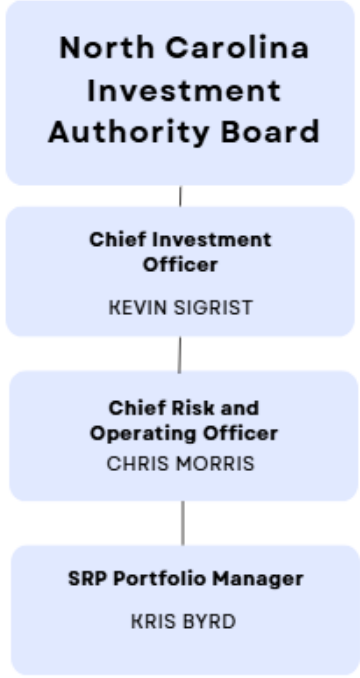 North Carolina
Investment
Authority Board
Chief Investment
Officer
KEVIN SIGRIST
Chief Risk and
Operating Officer
CHRIS MORRIS
SRP Portfolio Manager
KRIS BYRD